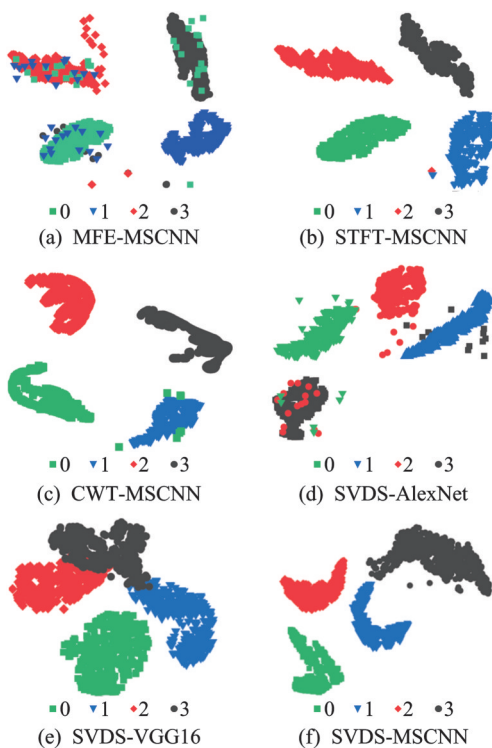 0 1 2 3 0 1 2 3
(a) MFE-MSCNN (b) STFT-MSCNN
0 1 2 3 0 1 2 3
(c) CWT-MSCNN (d) SVDS-AlexNet
0 1 2 3 0 1 2 3
(e) SVDS-VGG16 (f) SVDS-MSCNN